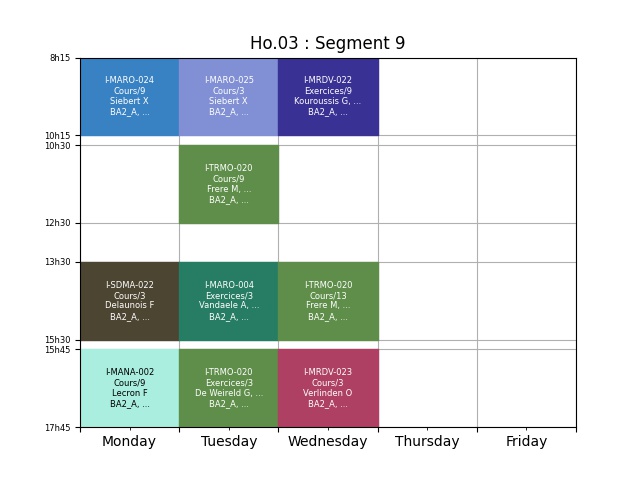 Ho.03 : Segment 9
8h15
I-MARO-024
Cours/9
Siebert X
BA2_A, ...
I-MARO-025
Cours/3
Siebert X
BA2_A, ...
I-MRDV-022
Exercices/9
Kouroussis G, ...
BA2_A, ...
10h15
10h30
I-TRMO-020
Cours/9
Frere M, ...
BA2_A, ...
12h30
13h30
I-SDMA-022
Cours/3
Delaunois F
BA2_A, ...
I-MARO-004
Exercices/3
Vandaele A, ...
BA2_A, ...
I-TRMO-020
Cours/13
Frere M, ...
BA2_A, ...
15h30
15h45
I-MANA-002
Cours/9
Lecron F
BA2_A, ...
I-TRMO-020
Exercices/3
De Weireld G, ...
BA2_A, ...
I-MRDV-023
Cours/3
Verlinden O
BA2_A, ...
17h45
Monday Tuesday Wednesday Thursday Friday